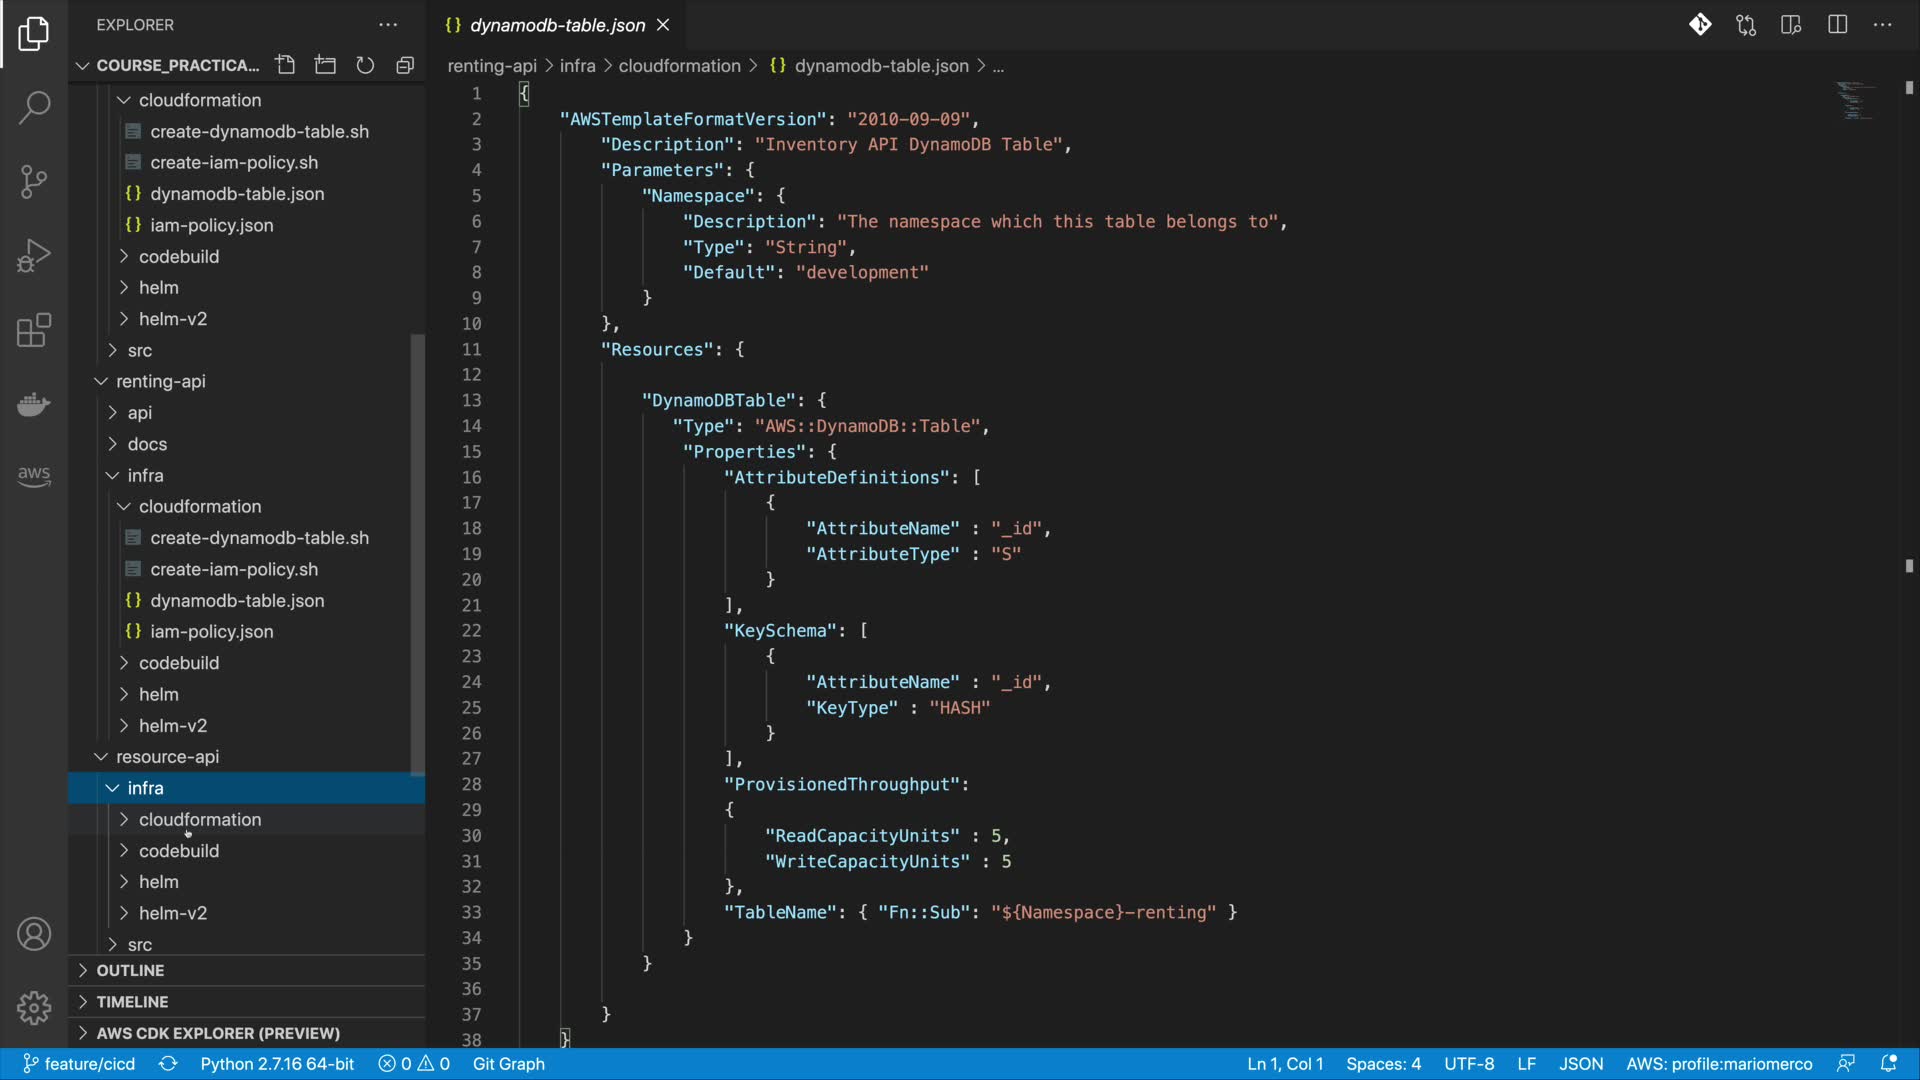 EXPLORER
COURSE_PRACTICA...
cloudformation
create-dynamodb-table.sh
create-iam-policy.sh
{} dynamodb-table.json
{} iam-policy.json
codebuild
helm
helm-v2
src
renting-api
api
docs
infra
cloudformation
create-dynamodb-table.sh
create-iam-policy.sh
{} dynamodb-table.json
{} iam-policy.json
codebuild
helm
helm-v2
resource-api
infra
cloudformation
codebuild
helm
helm-v2
src
OUTLINE
TIMELINE
AWS CDK EXPLORER (PREVIEW)
aws
{} dynamodb-table.json
renting-api > infra > cloudformation > {} dynamodb-table.json > ...
1 {
2 "AWSTemplateFormatVersion": "2010-09-09",
3 "Description": "Inventory API DynamoDB Table",
4 "Parameters": {
5 "Namespace": {
6 "Description": "The namespace which this table belongs to",
7 "Type": "String",
8 "Default": "development"
9 }
10 },
11 "Resources": {
12
13 "DynamoDBTable": {
14 "Type": "AWS::DynamoDB::Table",
15 "Properties": {
16 "AttributeDefinitions": [
17 {
18 "AttributeName" : "_id",
19 "AttributeType" : "S"
20 }
21 ],
22 "KeySchema": [
23 {
24 "AttributeName" : "_id",
25 "KeyType" : "HASH"
26 }
27 ],
28 "ProvisionedThroughput":
29 {
30 "ReadCapacityUnits" : 5,
31 "WriteCapacityUnits" : 5
32 },
33 "TableName": { "Fn::Sub": "${Namespace}-renting" }
34 }
35 }
36
37 }
38 }
feature/cicd Python 2.7.16 64-bit 0 0 Git Graph Ln 1, Col 1 Spaces: 4 UTF-8 LF JSON AWS: profile:mariomerco